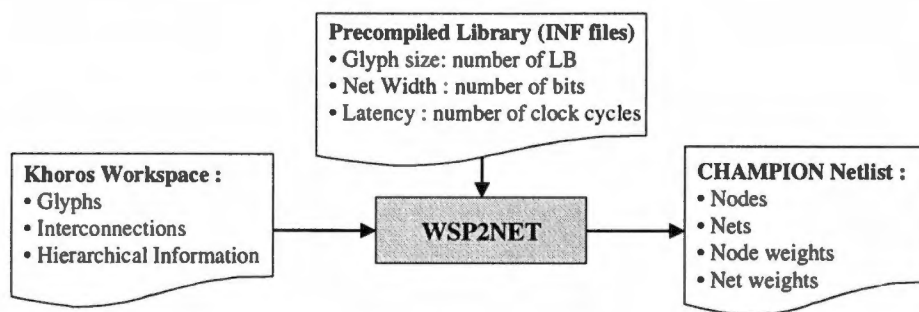 Precompiled Library (INF files)
• Glyph size: number of LB
• Net Width : number of bits
• Latency : number of clock cycles
Khoros Workspace :
• Glyphs
• Interconnections
• Hierarchical Information
WSP2NET
CHAMPION Netlist :
• Nodes
• Nets
• Node weights
• Net weights